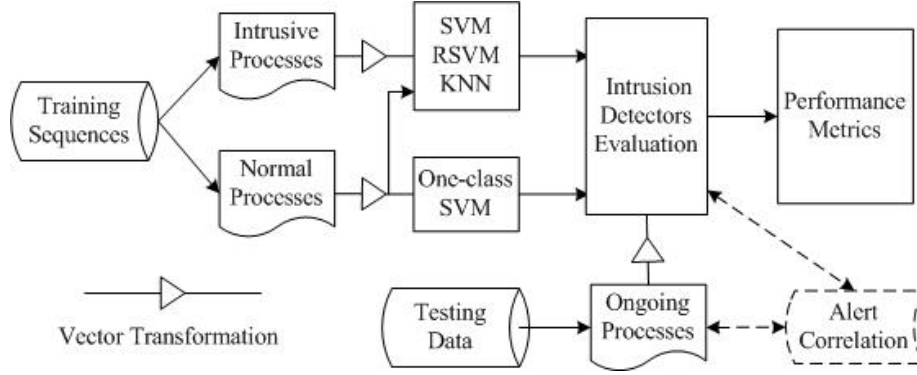 Training
Sequences
Intrusive
Processes
Normal
Processes
SVM
RSVM
KNN
One-class
SVM
Intrusion
Detectors
Evaluation
Performance
Metrics
Vector Transformation
Testing
Data
Ongoing
Processes
Alert
Correlation